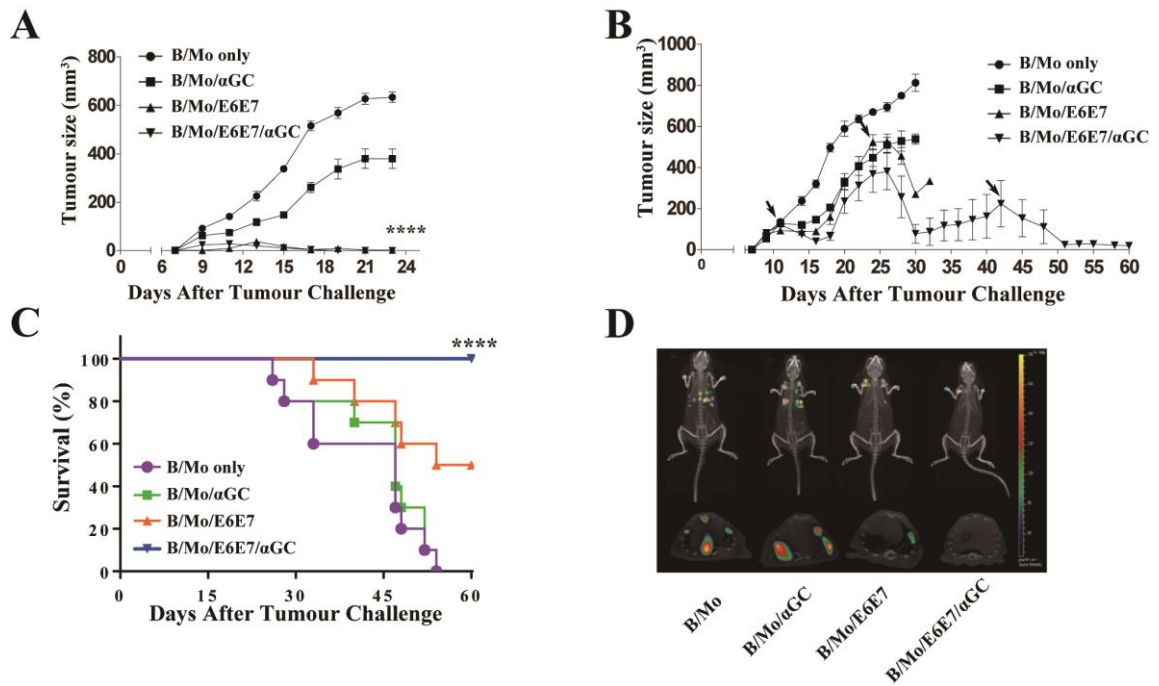 A
Tumour size (mm³)
800
600
400
200
0
0 6 9 12 15 18 21 24
Days After Tumour Challenge
B/Mo only
B/Mo/αGC
B/Mo/E6E7
B/Mo/E6E7/αGC
****
B
Tumour size (mm³)
1000
800
600
400
200
0
0 10 15 20 25 30 35 40 45 50 55 60
Days After Tumour Challenge
B/Mo only
B/Mo/αGC
B/Mo/E6E7
B/Mo/E6E7/αGC
C
Survival (%)
100
80
60
40
20
0
0 15 30 45 60
Days After Tumour Challenge
B/Mo only
B/Mo/αGC
B/Mo/E6E7
B/Mo/E6E7/αGC
****
D
B/Mo
B/Mo/αGC
B/Mo/E6E7
B/Mo/E6E7/αGC